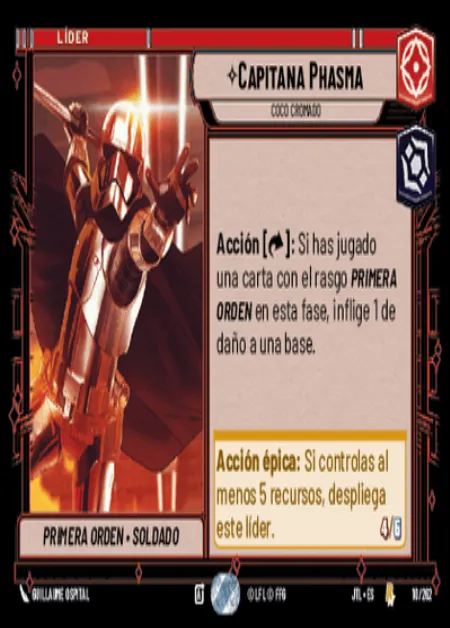 LÍDER
CAPITANA PHASMA
COCO CROMADO
Acción [ ]: Si has jugado
una carta con el rasgo PRIMERA
ORDEN en esta fase, inflige 1 de
daño a una base.
Acción épica: Si controlas al
menos 5 recursos, despliega
este líder.
4/6
PRIMERA ORDEN • SOLDADO
GUILLAUME OSPITAL
© LFL © FFG
JTL • ES
10/262